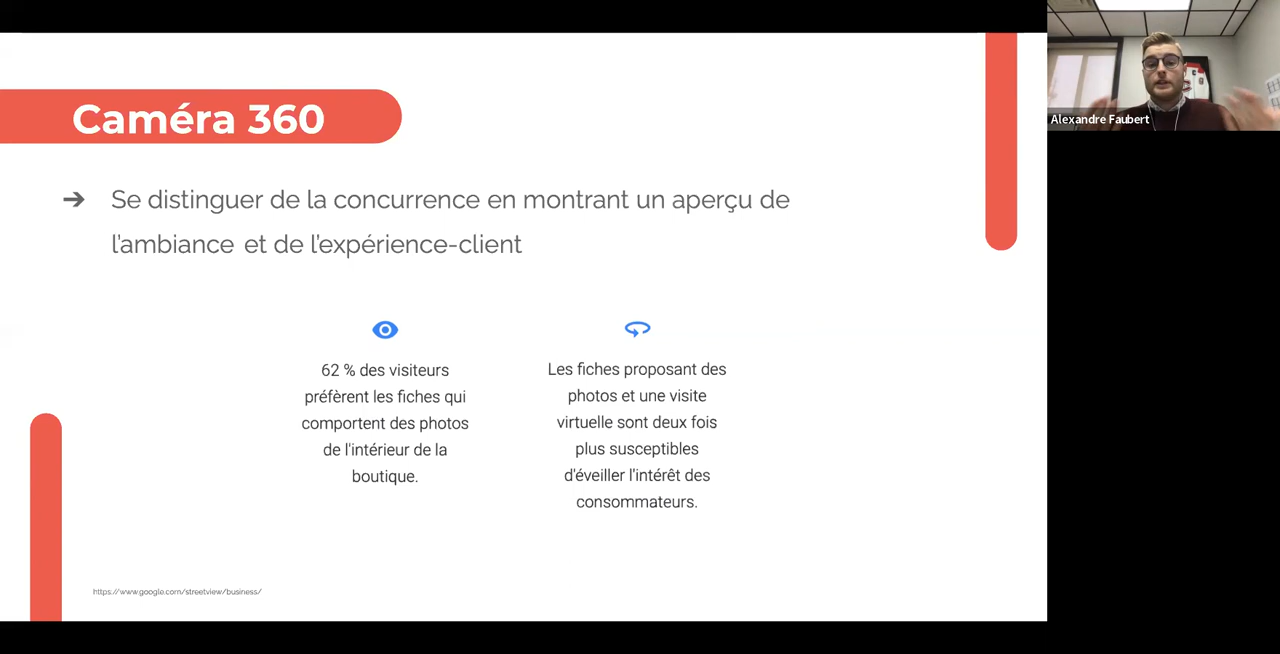 Caméra 360
➔ Se distinguer de la concurrence en montrant un aperçu de
l'ambiance et de l'expérience-client
62 % des visiteurs
préfèrent les fiches qui
comportent des photos
de l'intérieur de la
boutique.
Les fiches proposant des
photos et une visite
virtuelle sont deux fois
plus susceptibles
d'éveiller l'intérêt des
consommateurs.
https://www.google.com/streetview/business/
Alexandre Faubert